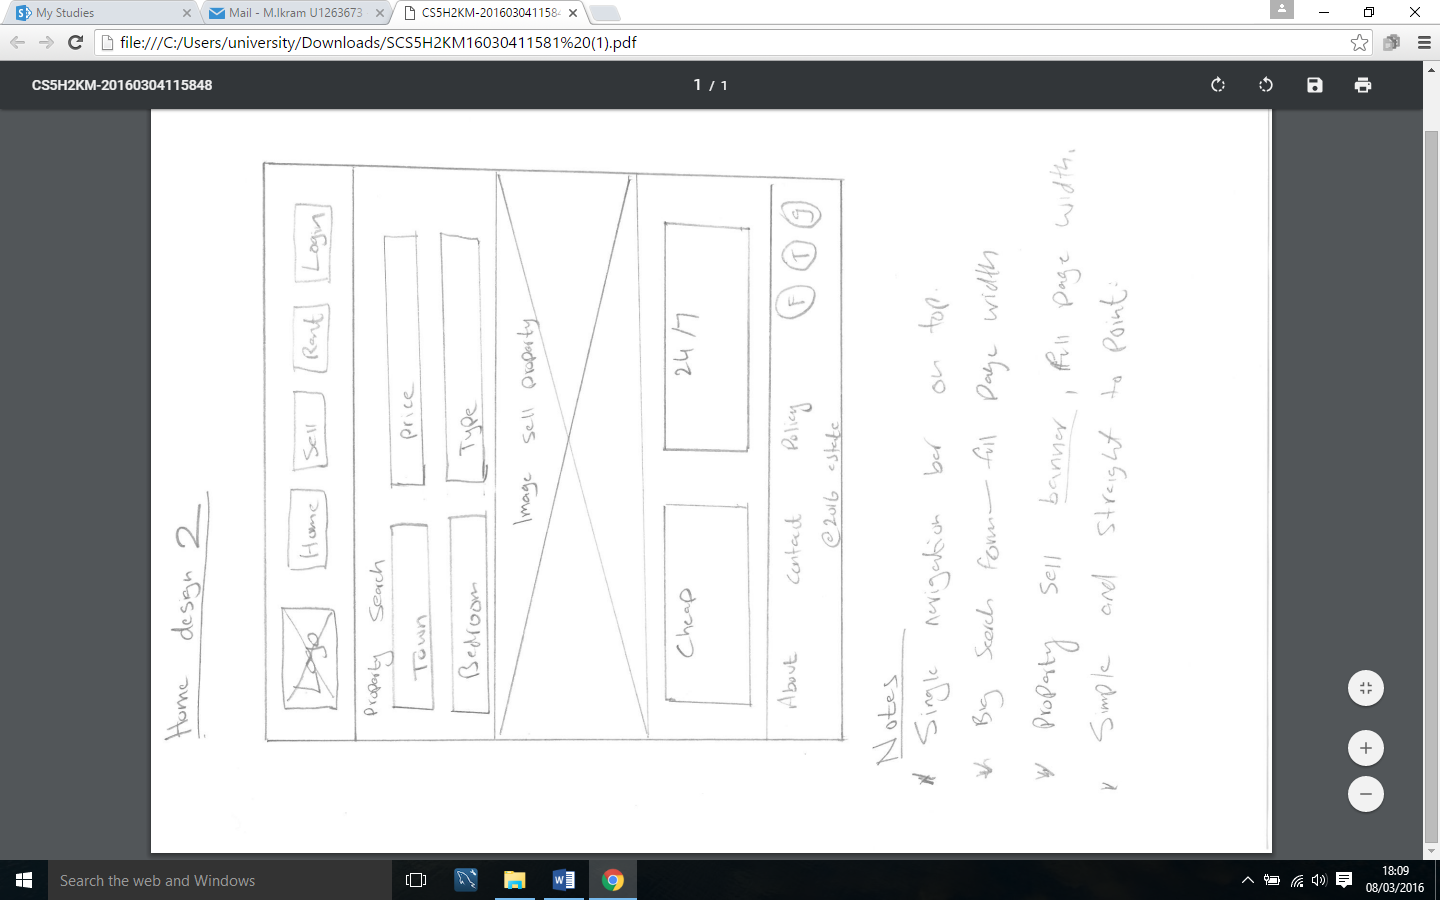 My Studies
Mail - M.Ikram U1263673
CS5H2KM-2016030411584
file:///C:/Users/university/Downloads/SCS5H2KM16030411581%20(1).pdf
CS5H2KM-20160304115848
1 / 1
Home design 2
Logo Home Sell Rent Login
Property Search
Town Price
Bedroom Type
Image Sell Property
Cheap 24/7
About Contact Policy F T g
@2016 estate
Notes
* Single navigation bar on top.
* Big Search form - full page width
* Property Sell banner, full page width.
* Simple and Straight to Point.
Search the web and Windows
18:09
08/03/2016